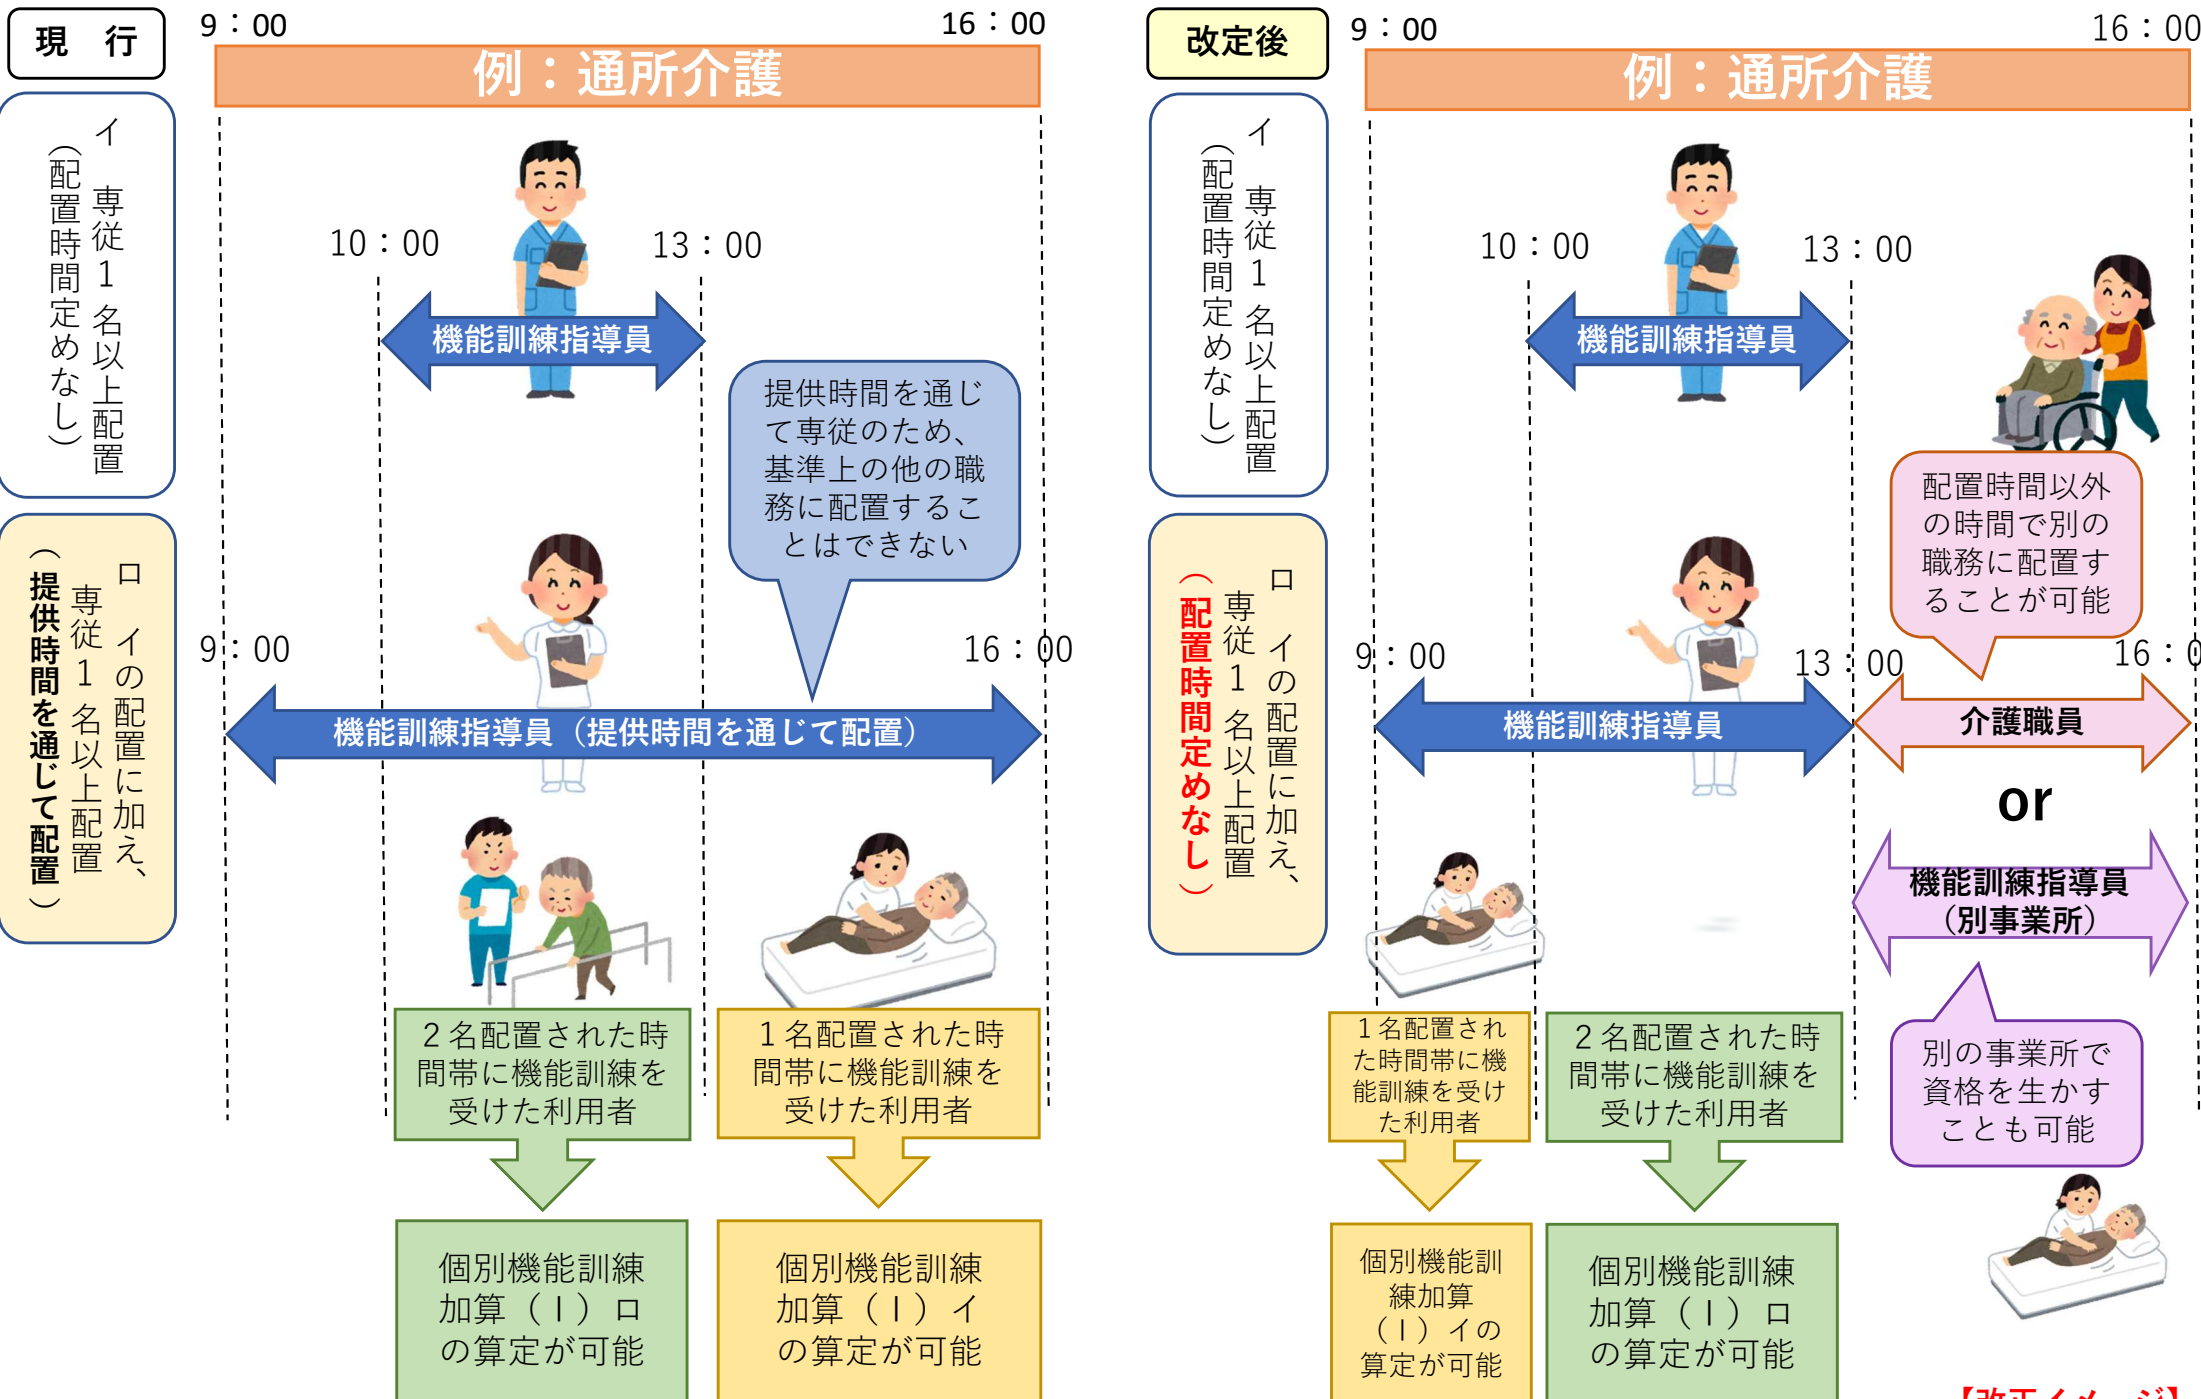 現 行
9：00
16：00
例：通所介護
イ 専従1名以上配置
（配置時間定めなし）
10：00
13：00
機能訓練指導員
提供時間を通じ
て専従のため、
基準上の他の職
務に配置するこ
とはできない
ロ イの配置に加え、
専従1名以上配置
（提供時間を通じて配置）
9：00
16：00
機能訓練指導員（提供時間を通じて配置）
２名配置された時
間帯に機能訓練を
受けた利用者
１名配置された時
間帯に機能訓練を
受けた利用者
個別機能訓練
加算（Ⅰ）ロ
の算定が可能
個別機能訓練
加算（Ⅰ）イ
の算定が可能
改定後
9：00
16：00
例：通所介護
イ 専従1名以上配置
（配置時間定めなし）
10：00
13：00
機能訓練指導員
配置時間以外
の時間で別の
職務に配置す
ることが可能
ロ イの配置に加え、
専従1名以上配置
（配置時間定めなし）
9：00
13：00
16：0
機能訓練指導員
介護職員
or
機能訓練指導員
（別事業所）
別の事業所で
資格を生かす
ことも可能
１名配置され
た時間帯に機
能訓練を受け
た利用者
２名配置された時
間帯に機能訓練を
受けた利用者
個別機能訓
練加算
（Ⅰ）イの
算定が可能
個別機能訓練
加算（Ⅰ）ロ
の算定が可能
【改正イメージ】